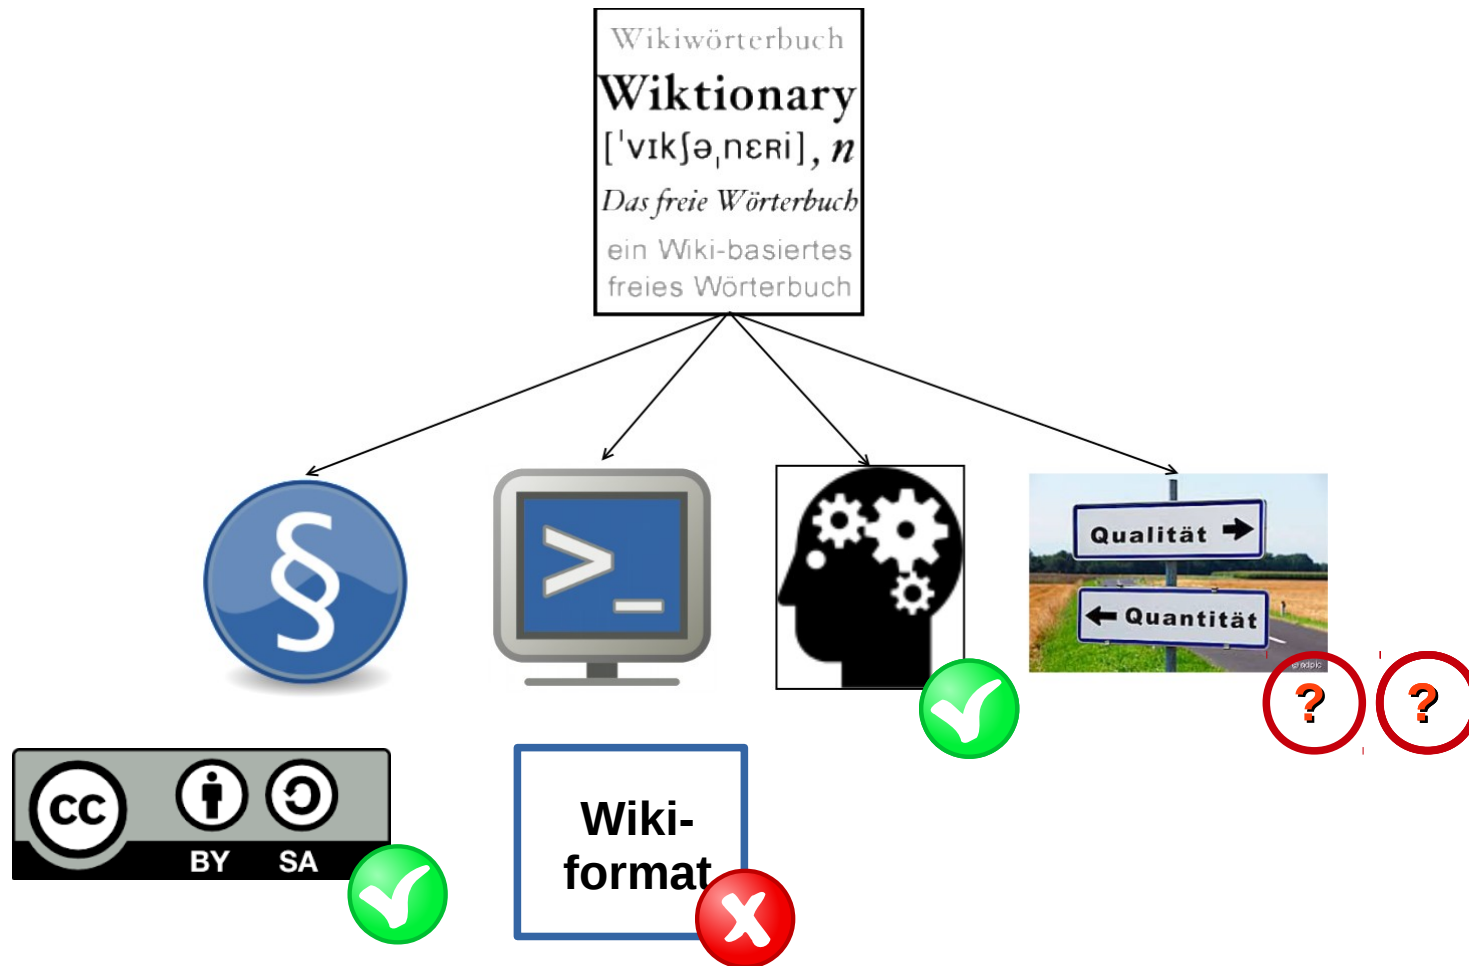 Wikiwörterbuch
Wiktionary
[ˈvɪkʃəˌnɛʀi], n
Das freie Wörterbuch
ein Wiki-basiertes
freies Wörterbuch
§
>_
Qualität →
← Quantität
? ?
cc
BY SA
Wiki-
format